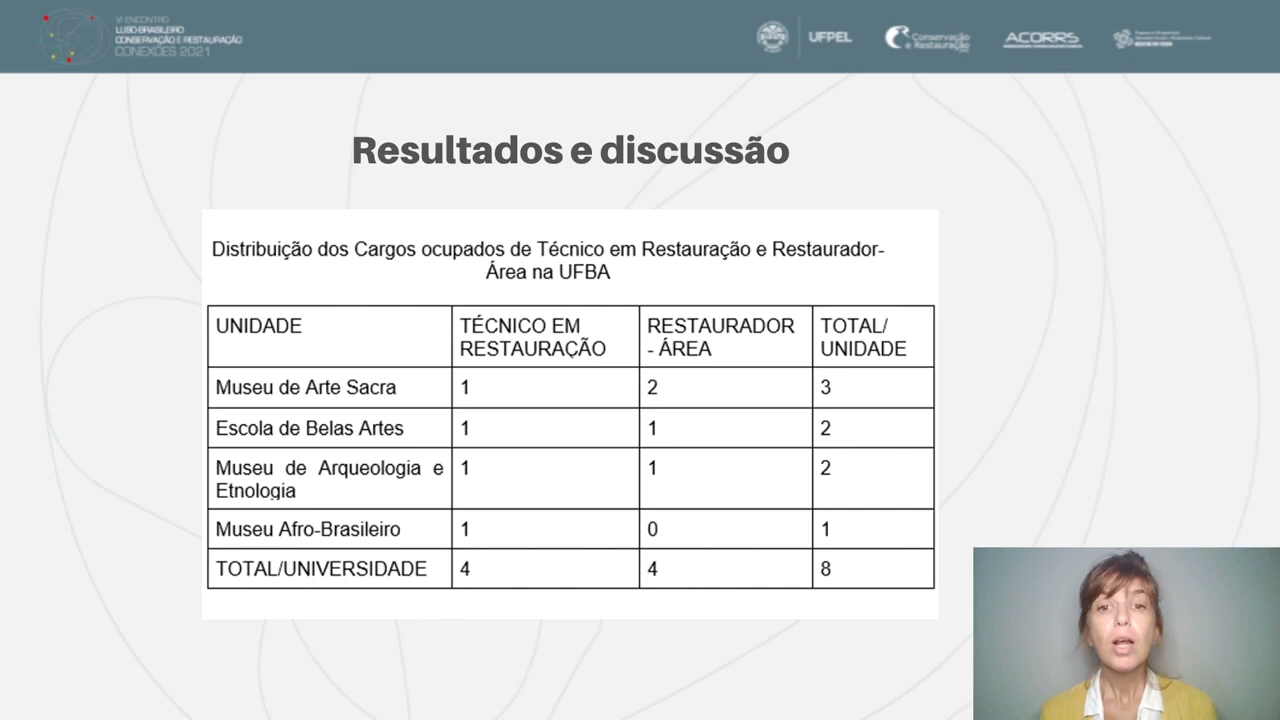 VI ENCONTRO
LUSO-BRASILEIRO
CONSERVAÇÃO E RESTAURAÇÃO
CONEXÕES 2021
UFPEL
Conservação
e Restauração
ACORRS
Resultados e discussão
Distribuição dos Cargos ocupados de Técnico em Restauração e Restaurador-
Área na UFBA
UNIDADE
TÉCNICO EM
RESTAURAÇÃO
RESTAURADOR
- ÁREA
TOTAL/
UNIDADE
Museu de Arte Sacra 1 2 3
Escola de Belas Artes 1 1 2
Museu de Arqueologia e 1 1 2
Etnologia
Museu Afro-Brasileiro 1 0 1
TOTAL/UNIVERSIDADE 4 4 8